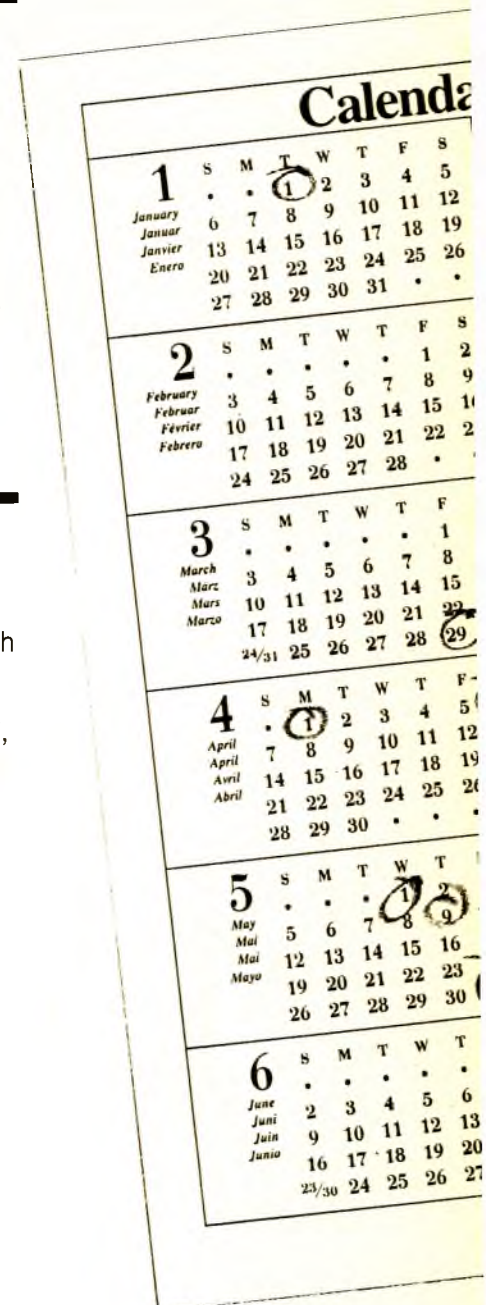 Calenda
1
January
Januar
Janvier
Enero
S M T W T F S
• • 1 2 3 4 5
6 7 8 9 10 11 12
13 14 15 16 17 18 19
20 21 22 23 24 25 26
27 28 29 30 31 • •
2
February
Februar
Février
Febrero
S M T W T F S
• • • • • 1 2
3 4 5 6 7 8 9
10 11 12 13 14 15
17 18 19 20 21 22 2
24 25 26 27 28 •
3
March
März
Mars
Marzo
S M T W T F
• • • • • 1
3 4 5 6 7 8
10 11 12 13 14 15
17 18 19 20 21 22
24/31 25 26 27 28 29
h
4
April
April
Avril
Abril
S M T W T F
• 1 2 3 4 5
7 8 9 10 11 12
14 15 16 17 18 19
21 22 23 24 25 26
28 29 30 • • •
,
5
May
Mai
Mai
Mayo
S M T W T
• • • 1 2
5 6 7 8 9
12 13 14 15 16
19 20 21 22 23
26 27 28 29 30
6
June
Juni
Juin
Junio
S M T W T
• • • • •
2 3 4 5 6
9 10 11 12 13
16 17 18 19 20
23/30 24 25 26 27